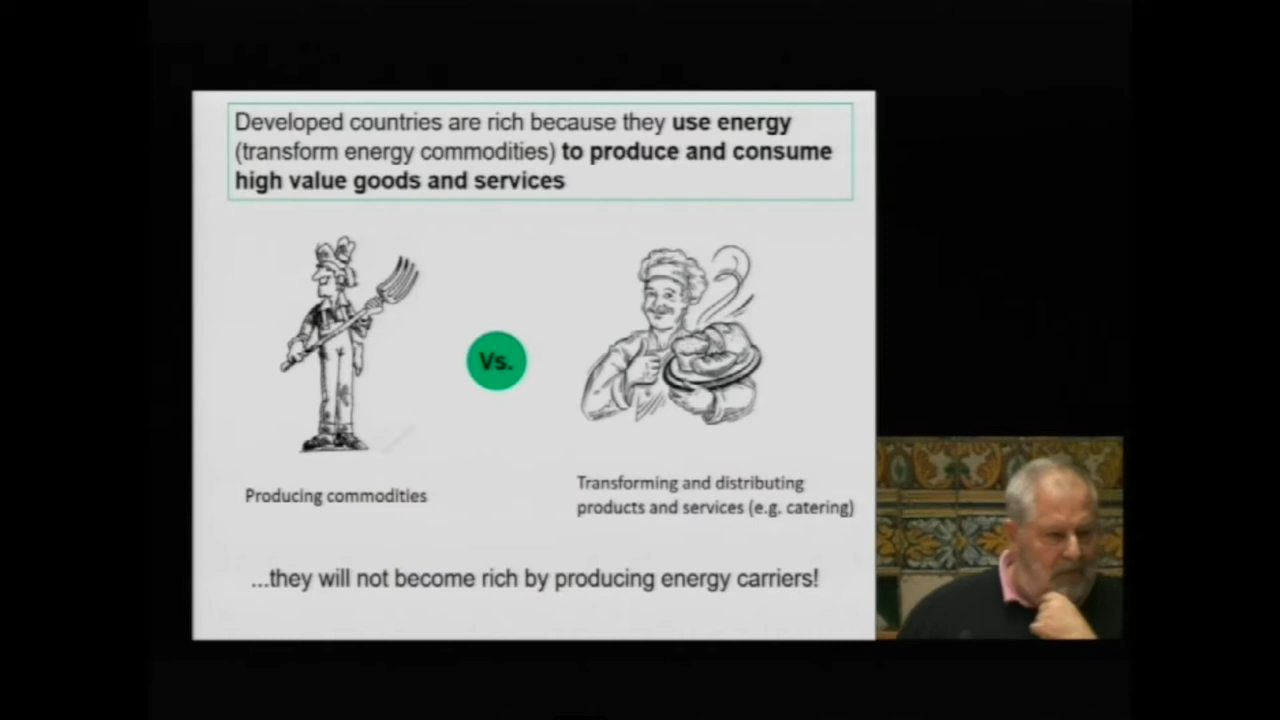 Developed countries are rich because they use energy
(transform energy commodities) to produce and consume
high value goods and services
Vs.
Producing commodities
Transforming and distributing
products and services (e.g. catering)
...they will not become rich by producing energy carriers!